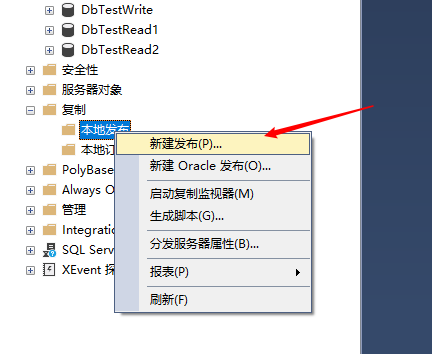 DbTestWrite
DbTestRead1
DbTestRead2
安全性
服务器对象
复制
本地发布
新建发布(P)...
本地订
新建 Oracle 发布(O)...
PolyBase
启动复制监视器(M)
Always O
生成脚本(G)...
管理
Integration
分发服务器属性(B)...
SQL Ser
报表(P)
XEvent 探
刷新(F)